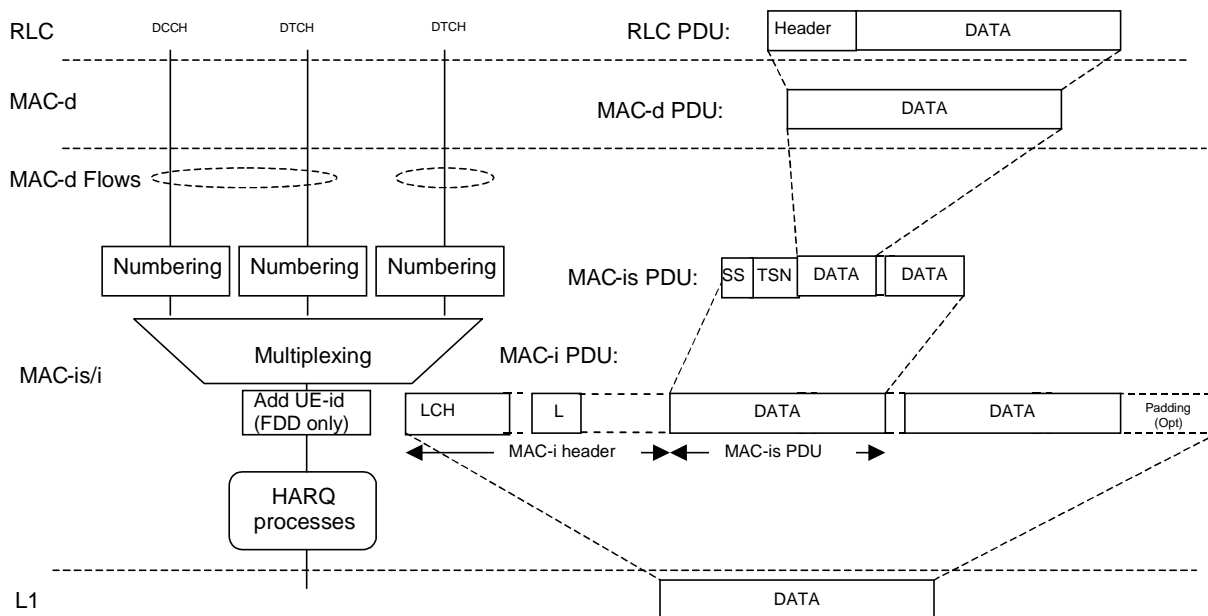 RLC
DCCH
DTCH
DTCH
RLC PDU:
Header
DATA
MAC-d
MAC-d PDU:
DATA
MAC-d Flows
Numbering
Numbering
Numbering
MAC-is PDU:
SS
TSN
DATA
DATA
Multiplexing
MAC-i PDU:
MAC-is/i
Add UE-id
(FDD only)
LCH
L
DATA
DATA
Padding
(Opt)
MAC-i header
MAC-is PDU
HARQ
processes
L1
DATA